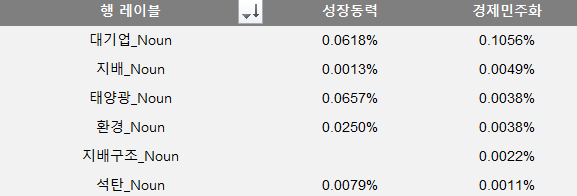 행 레이블 성장동력 경제민주화
대기업_Noun 0.0618% 0.1056%
지배_Noun 0.0013% 0.0049%
태양광_Noun 0.0657% 0.0038%
환경_Noun 0.0250% 0.0038%
지배구조_Noun 0.0022%
석탄_Noun 0.0079% 0.0011%